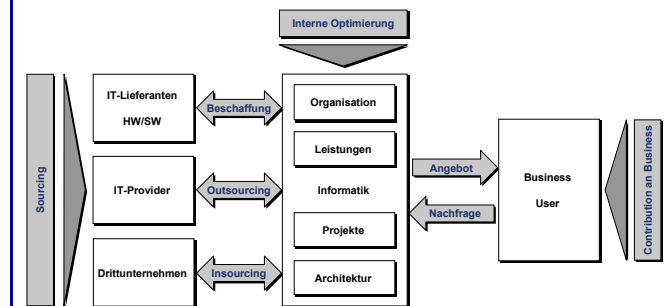 Interne Optimierung
Sourcing
IT-Lieferanten
HW/SW
Beschaffung
Organisation
Leistungen
IT-Provider
Outsourcing
Informatik
Angebot
Nachfrage
Business
User
Contribution an Business
Projekte
Drittunternehmen
Insourcing
Architektur